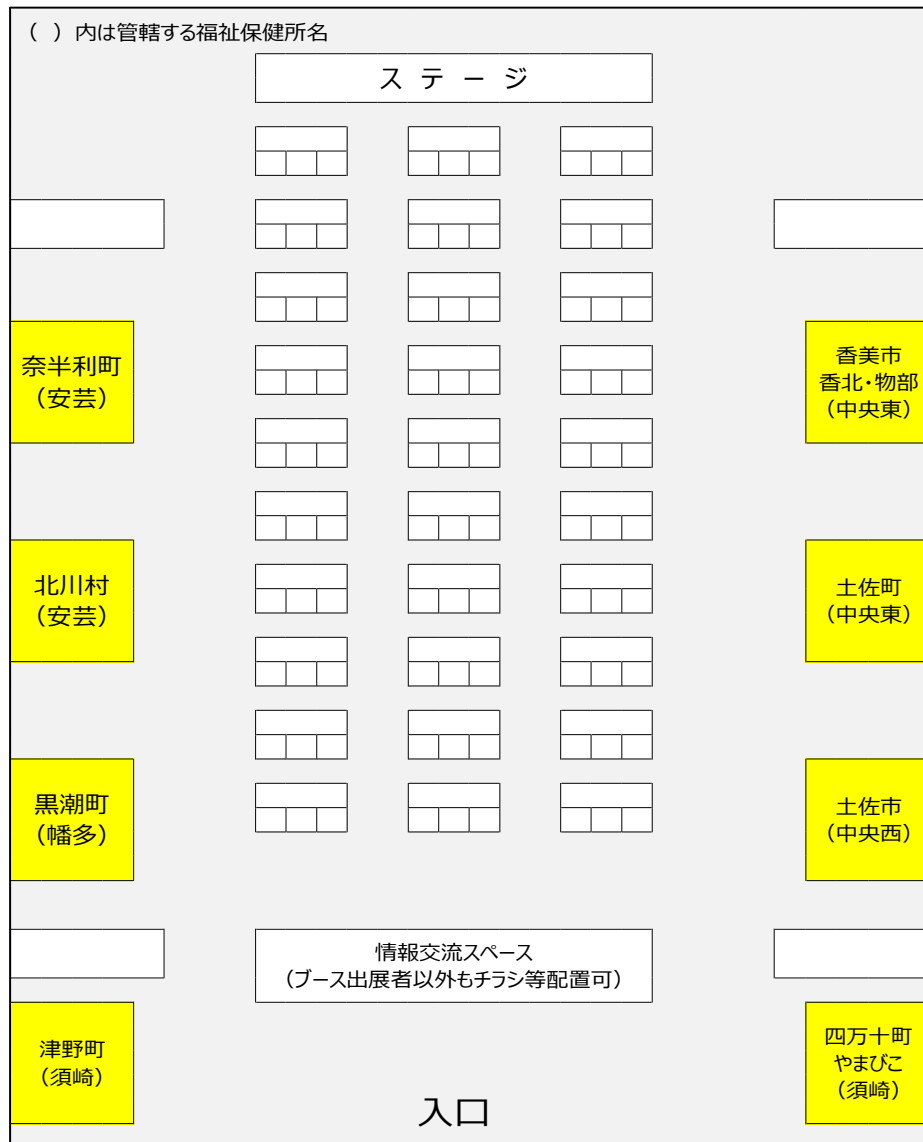 （ ）内は管轄する福祉保健所名
ステージ
奈半利町
（安芸）
香美市
香北・物部
（中央東）
北川村
（安芸）
土佐町
（中央東）
黒潮町
（幡多）
土佐市
（中央西）
情報交流スペース
（ブース出展者以外もチラシ等配置可）
津野町
（須崎）
四万十町
やまびこ
（須崎）
入口